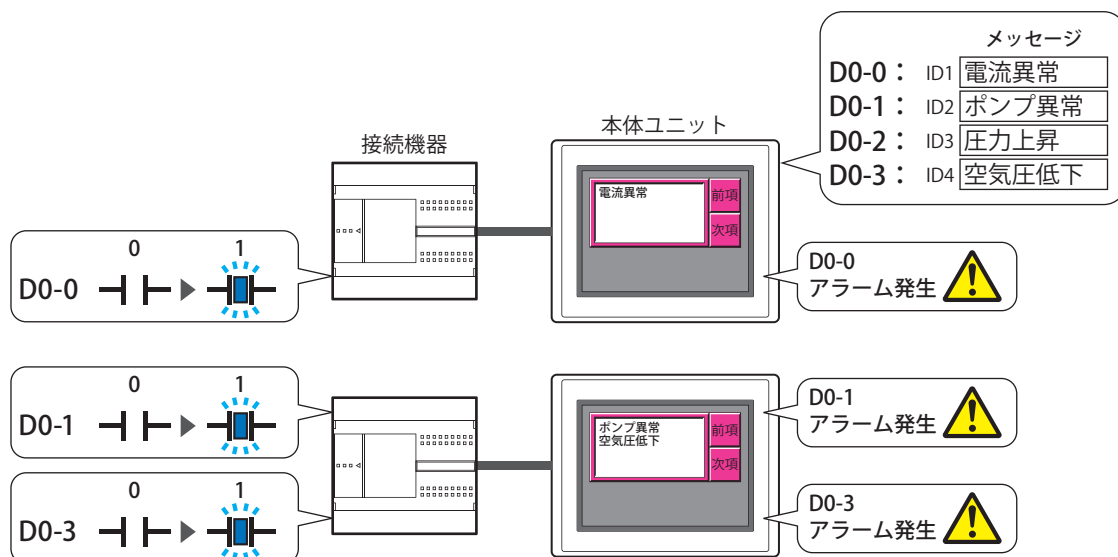 メッセージ
D0-0： ID1 電流異常
D0-1： ID2 ポンプ異常
D0-2： ID3 圧力上昇
D0-3： ID4 空気圧低下
接続機器
本体ユニット
電流異常
前項
次項
0 1
D0-0
D0-0
アラーム発生
0 1
D0-1
ポンプ異常
空気圧低下
前項
次項
D0-1
アラーム発生
0 1
D0-3
D0-3
アラーム発生